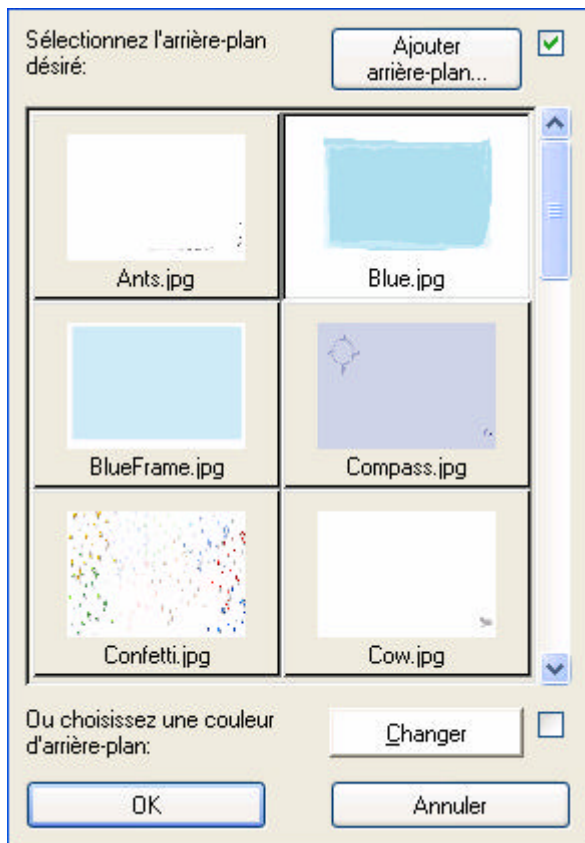 Sélectionnez l'arrière-plan
désiré:
Ajouter
arrière-plan...
Ants.jpg
Blue.jpg
BlueFrame.jpg
Compass.jpg
Confetti.jpg
Cow.jpg
Ou choisissez une couleur
d'arrière-plan:
Changer
OK
Annuler